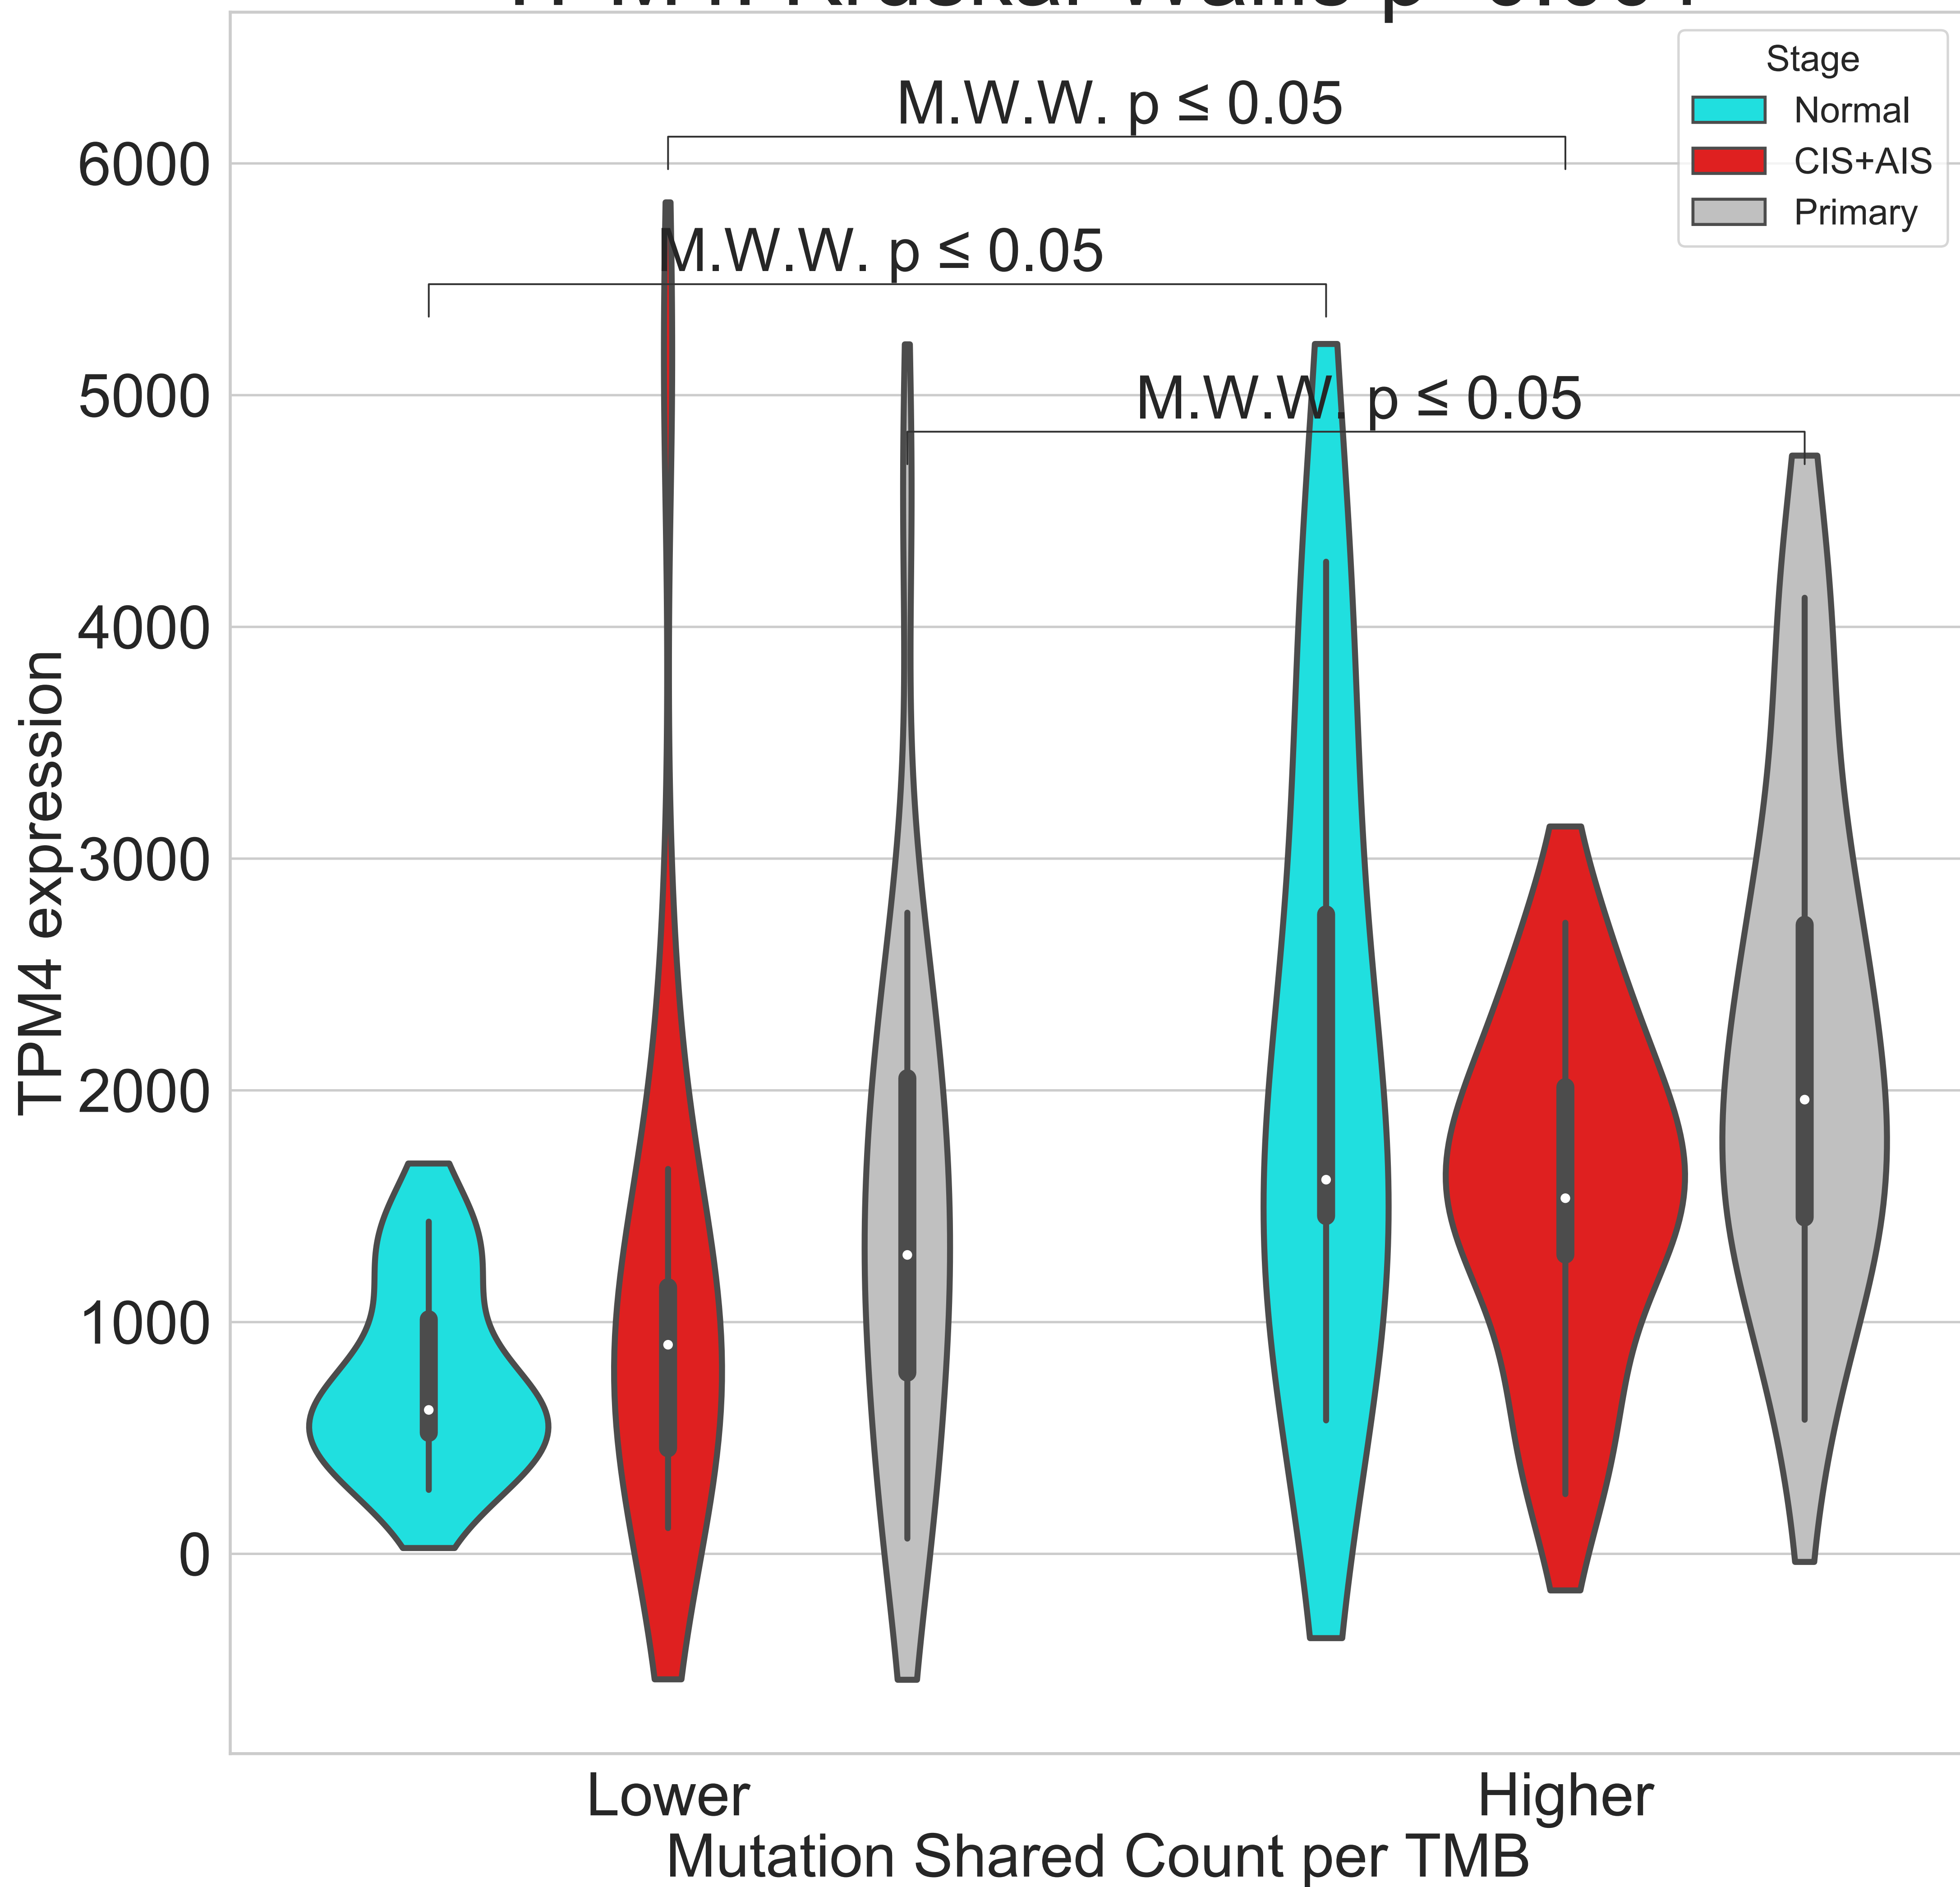 Stage
Normal
CIS+AIS
Primary
M.W.W. p ≤ 0.05
M.W.W. p ≤ 0.05
M.W.W. p ≤ 0.05
6000
5000
4000
3000
2000
1000
0
TPM4 expression
Lower
Higher
Mutation Shared Count per TMB